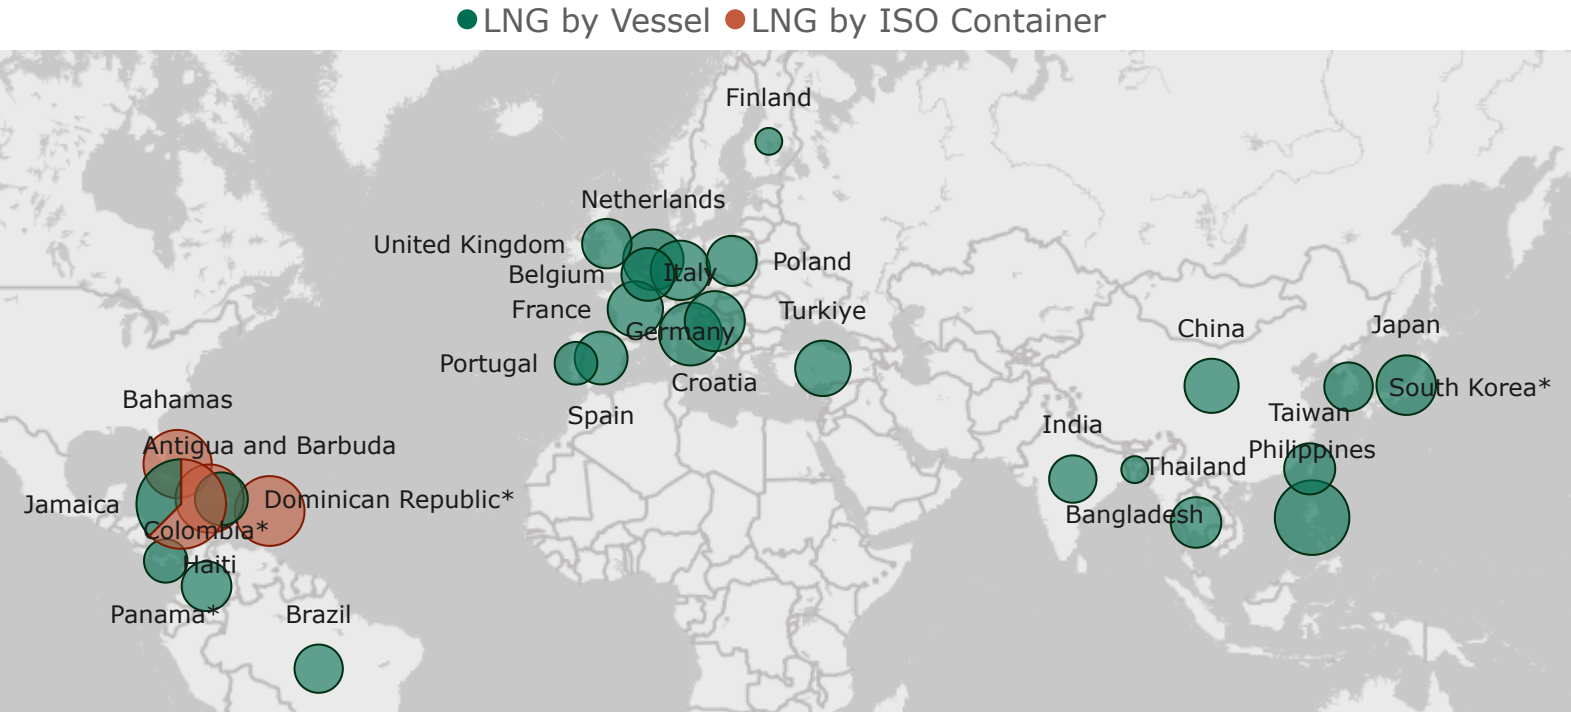 LNG by Vessel LNG by ISO Container
Finland
Netherlands
United Kingdom
Belgium
Italy
Poland
France
Germany
Turkiye
Portugal
Croatia
Spain
China
Japan
South Korea*
Taiwan
India
Philippines
Thailand
Bangladesh
Bahamas
Antigua and Barbuda
Jamaica
Dominican Republic*
Colombia*
Haiti
Panama*
Brazil